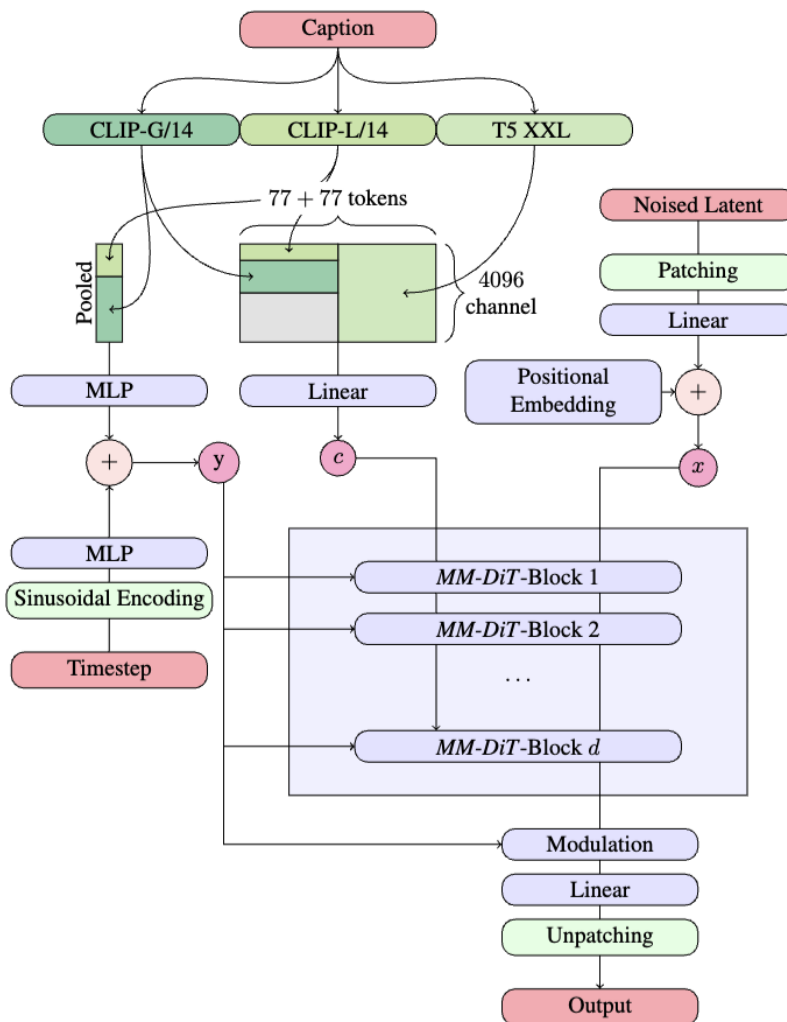 Caption
CLIP-G/14
CLIP-L/14
T5 XXL
77 + 77 tokens
Noised Latent
Pooled
4096
channel
Patching
Linear
MLP
Linear
Positional
Embedding
+
+
y
c
x
MLP
Sinusoidal Encoding
Timestep
MM-DiT-Block 1
MM-DiT-Block 2
. . .
MM-DiT-Block d
Modulation
Linear
Unpatching
Output